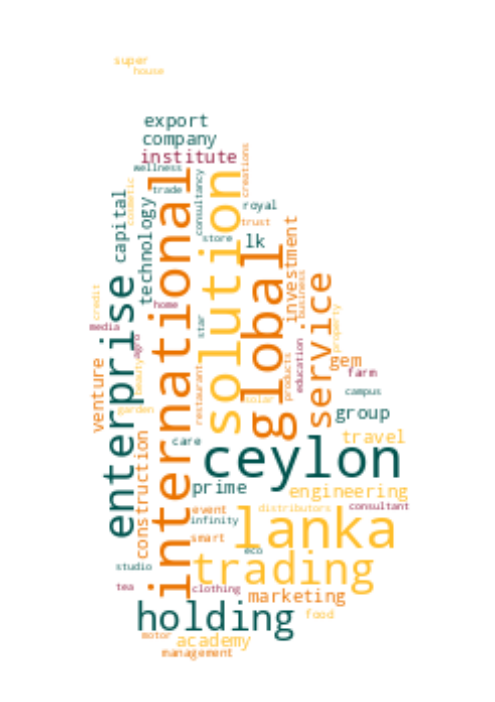 super
house
export
company
institute
wellness
creations
cosmetic
trade
consultancy
capital
technology
international
solution
royal
trust
store
lk
investment
global
business
enterprise
service
credit
home
media
star
property
agro
beauty
education
products
gem
farm
venture
restaurant
solar
campus
garden
group
care
travel
construction
ceylon
prime
engineering
event
distributors
consultant
infinity
lanka
smart
eco
studio
trading
tea
clothing
marketing
holding
food
motor
academy
management